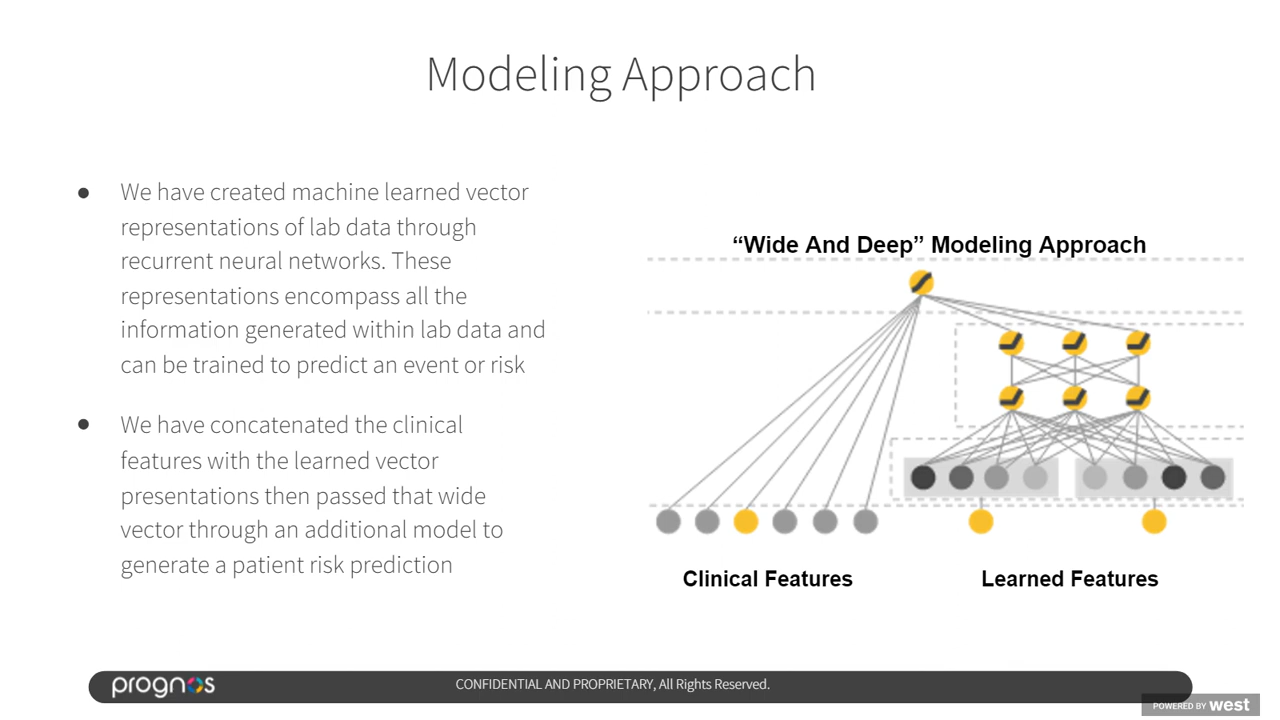 Modeling Approach
● We have created machine learned vector
representations of lab data through
recurrent neural networks. These
representations encompass all the
information generated within lab data and
can be trained to predict an event or risk
● We have concatenated the clinical
features with the learned vector
presentations then passed that wide
vector through an additional model to
generate a patient risk prediction
“Wide And Deep” Modeling Approach
Clinical Features
Learned Features
prognos
CONFIDENTIAL AND PROPRIETARY, All Rights Reserved.
POWERED BY west